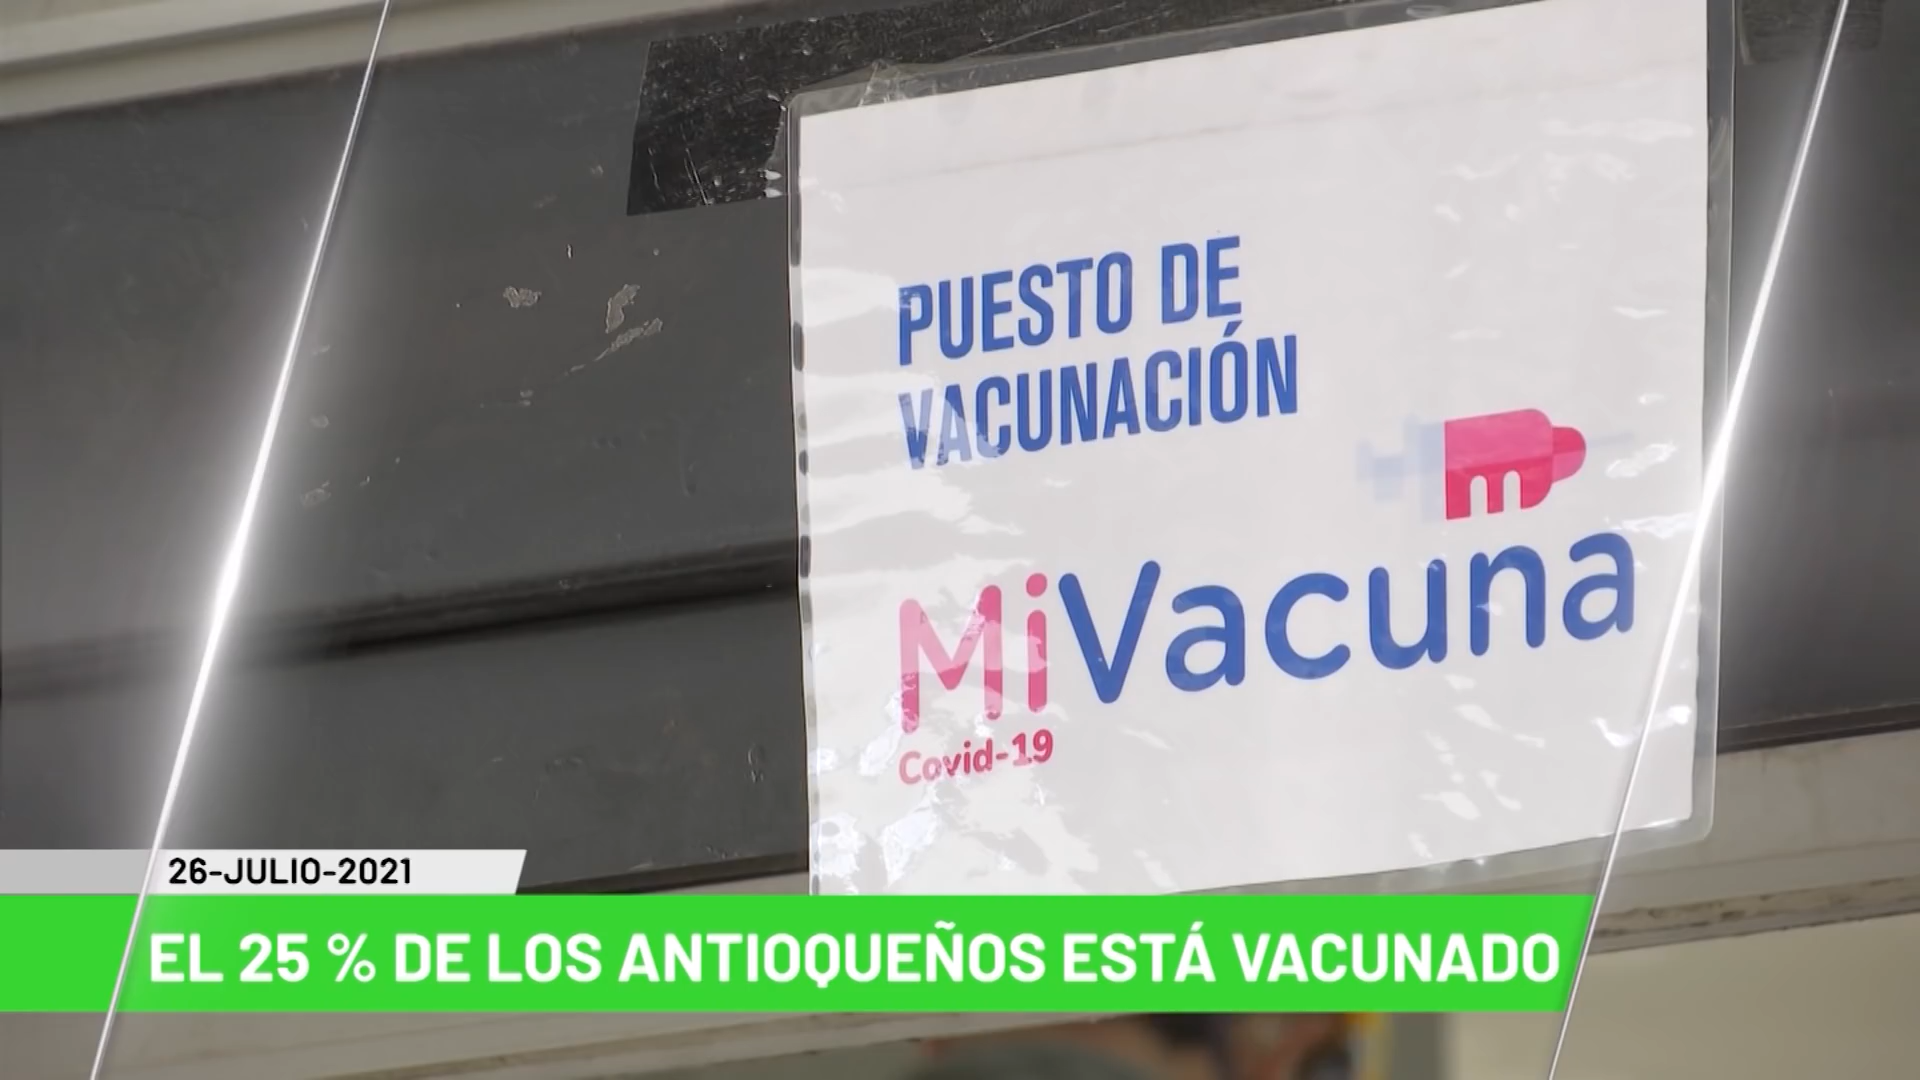 PUESTO DE
VACUNACIÓN
m
MiVacuna
Covid-19
26-JULIO-2021
EL 25 % DE LOS ANTIOQUEÑOS ESTÁ VACUNADO